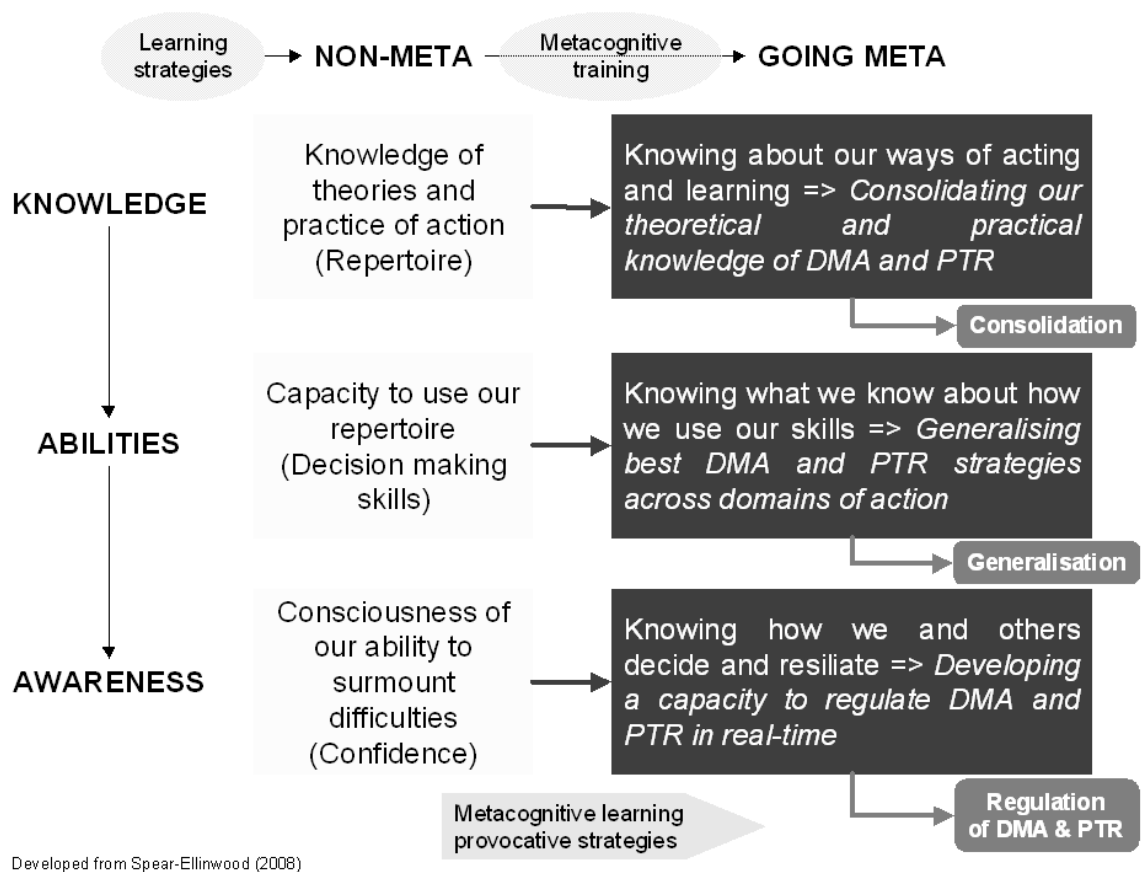 Learning
strategies
NON-META
Metacognitive
training
GOING META
KNOWLEDGE
Knowledge of
theories and
practice of action
(Repertoire)
Knowing about our ways of acting
and learning => Consolidating our
theoretical and practical
knowledge of DMA and PTR
Consolidation
ABILITIES
Capacity to use our
repertoire
(Decision making
skills)
Knowing what we know about how
we use our skills => Generalising
best DMA and PTR strategies
across domains of action
Generalisation
AWARENESS
Consciousness of
our ability to
surmount
difficulties
(Confidence)
Knowing how we and others
decide and resiliate => Developing
a capacity to regulate DMA and
PTR in real-time
Regulation
of DMA & PTR
Metacognitive learning
provocative strategies
Developed from Spear-Ellinwood (2008)